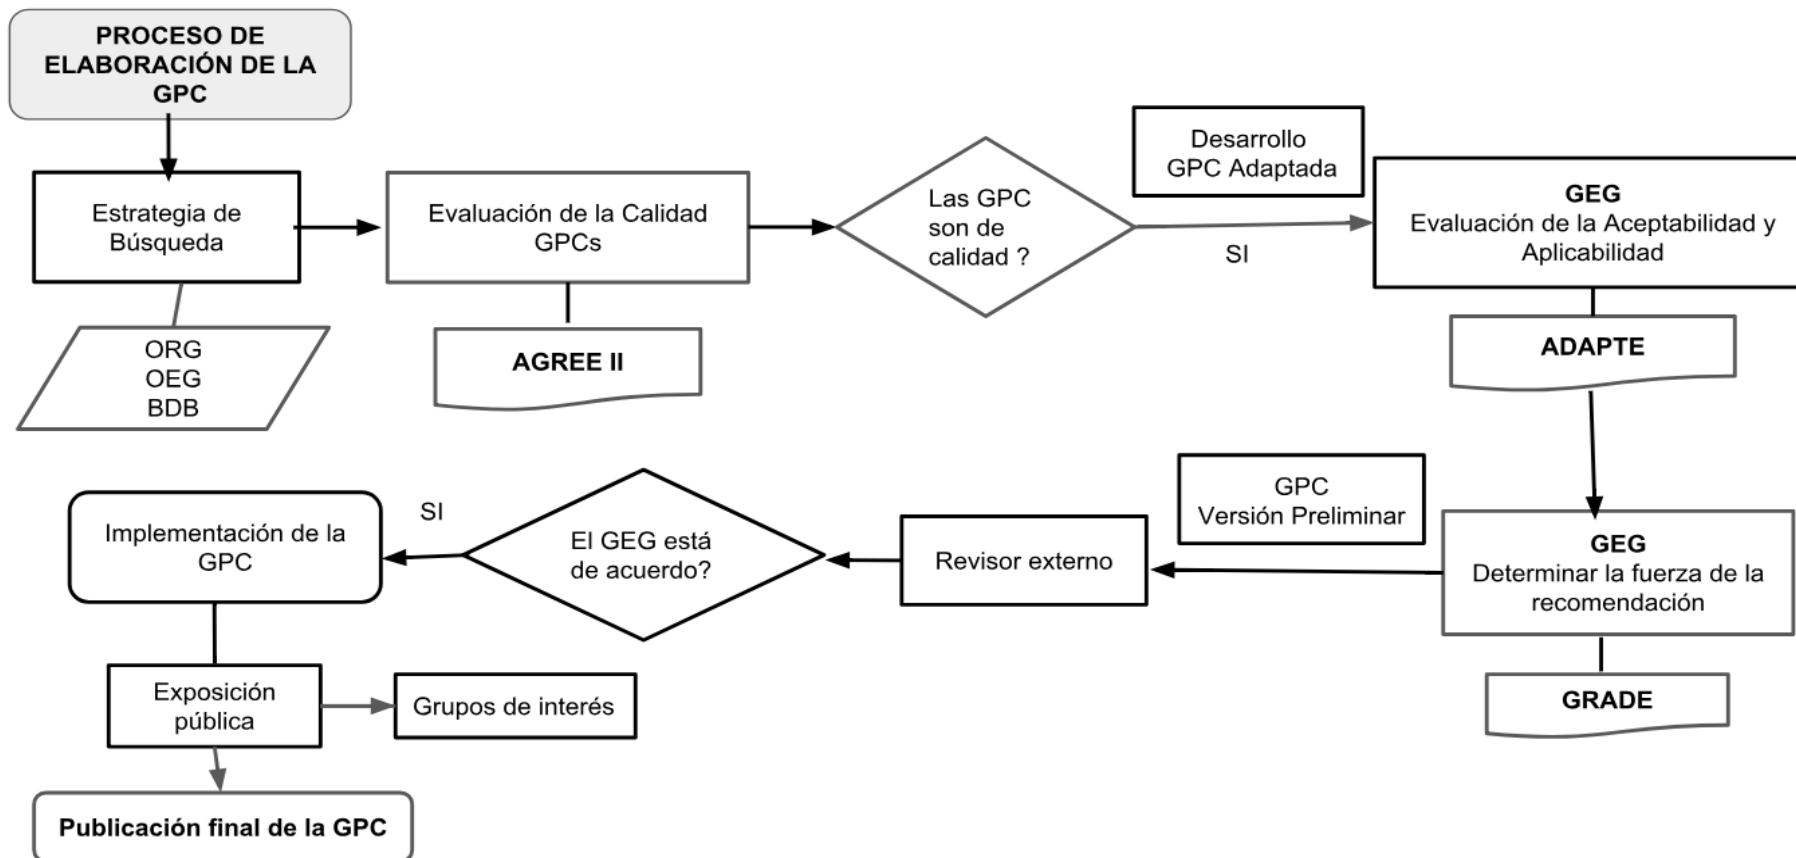 PROCESO DE
ELABORACIÓN DE LA
GPC
Estrategia de
Búsqueda
ORG
OEG
BDB
Evaluación de la Calidad
GPCs
AGREE II
Las GPC
son de
calidad ?
SI
Desarrollo
GPC Adaptada
GEG
Evaluación de la Aceptabilidad y
Aplicabilidad
ADAPTE
GEG
Determinar la fuerza de la
recomendación
GRADE
GPC
Versión Preliminar
Revisor externo
El GEG está
de acuerdo?
SI
Implementación de la
GPC
Exposición
pública
Grupos de interés
Publicación final de la GPC